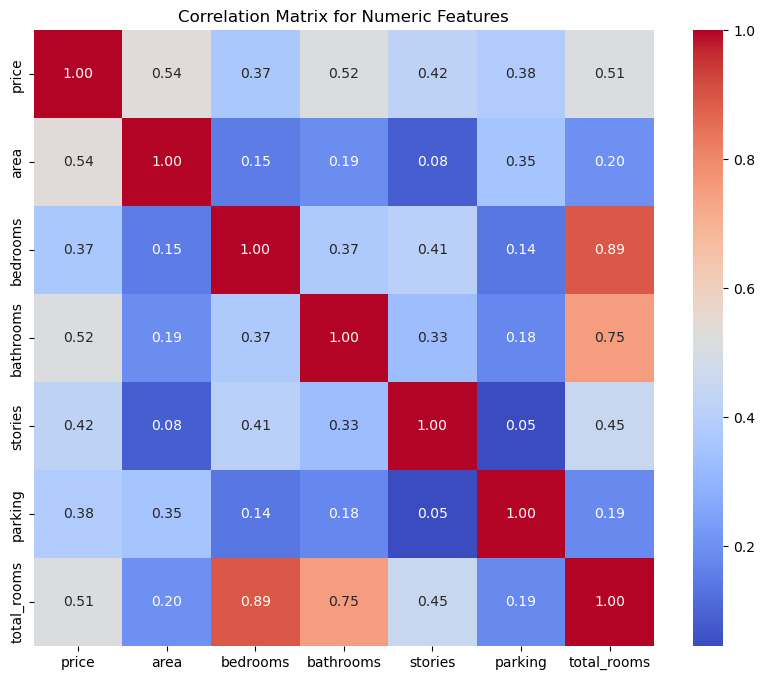 Correlation Matrix for Numeric Features
price 1.00 0.54 0.37 0.52 0.42 0.38 0.51
area 0.54 1.00 0.15 0.19 0.08 0.35 0.20
bedrooms 0.37 0.15 1.00 0.37 0.41 0.14 0.89
bathrooms 0.52 0.19 0.37 1.00 0.33 0.18 0.75
stories 0.42 0.08 0.41 0.33 1.00 0.05 0.45
parking 0.38 0.35 0.14 0.18 0.05 1.00 0.19
total_rooms 0.51 0.20 0.89 0.75 0.45 0.19 1.00
price area bedrooms bathrooms stories parking total_rooms
1.0
0.8
0.6
0.4
0.2